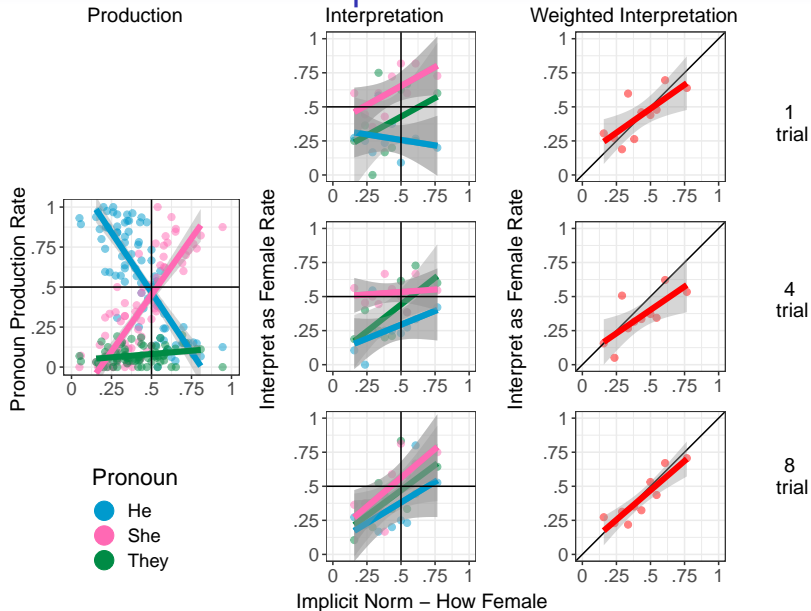 Production
Interpretation
Weighted Interpretation
Pronoun Production Rate
1
.75
.5
.25
0
0 .25 .5 .75 1
Interpret as Female Rate
1
.75
.5
.25
0
0 .25 .5 .75 1
1
.75
.5
.25
0
0 .25 .5 .75 1
1
.75
.5
.25
0
0 .25 .5 .75 1
Interpret as Female Rate
1
.75
.5
.25
0
0 .25 .5 .75 1
1
trial
1
.75
.5
.25
0
0 .25 .5 .75 1
4
trial
1
.75
.5
.25
0
0 .25 .5 .75 1
8
trial
Pronoun
He
She
They
Implicit Norm − How Female